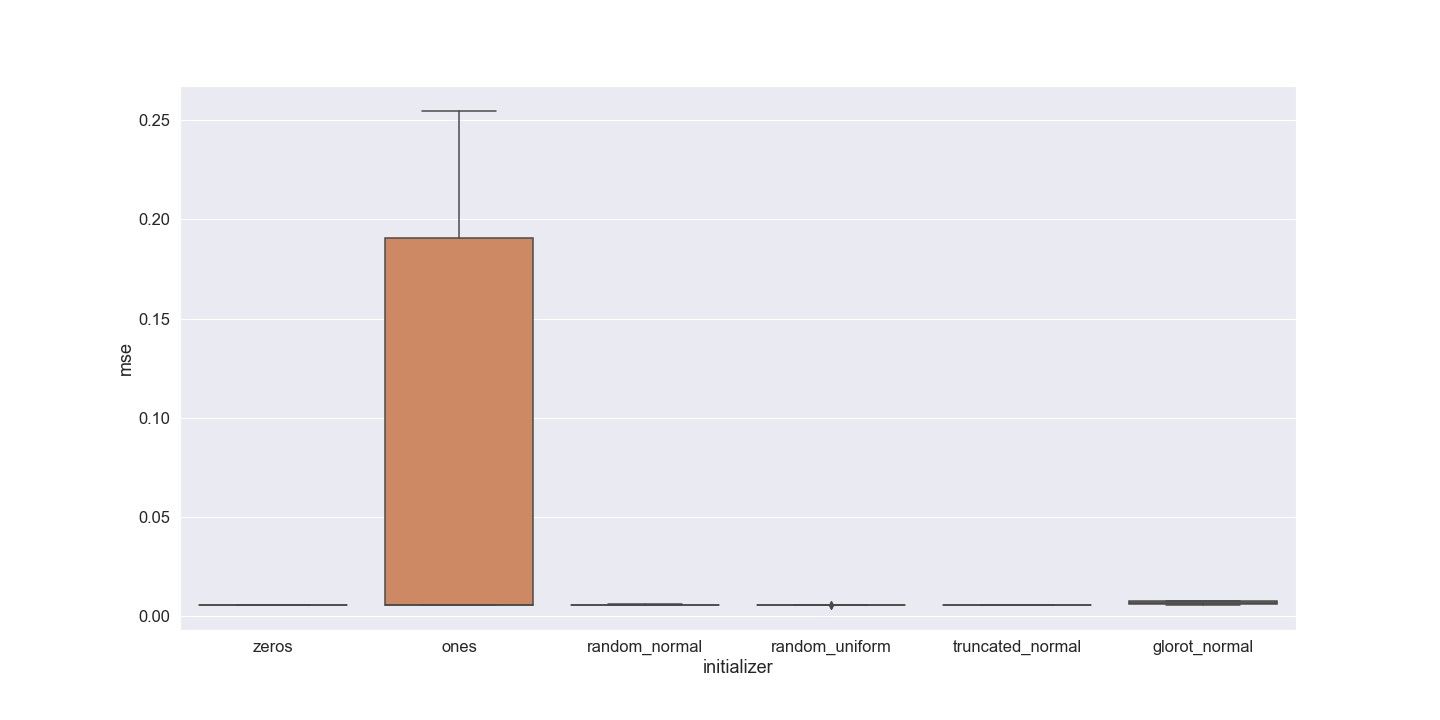 0.25
0.20
0.15
mse
0.10
0.05
0.00
zeros ones random_normal random_uniform truncated_normal glorot_normal
initializer